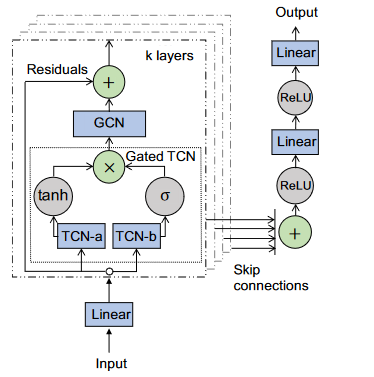 Output
Linear
ReLU
Linear
ReLU
+
Skip
connections
k layers
Residuals
+
GCN
Gated TCN
×
tanh
σ
TCN-a
TCN-b
Linear
Input